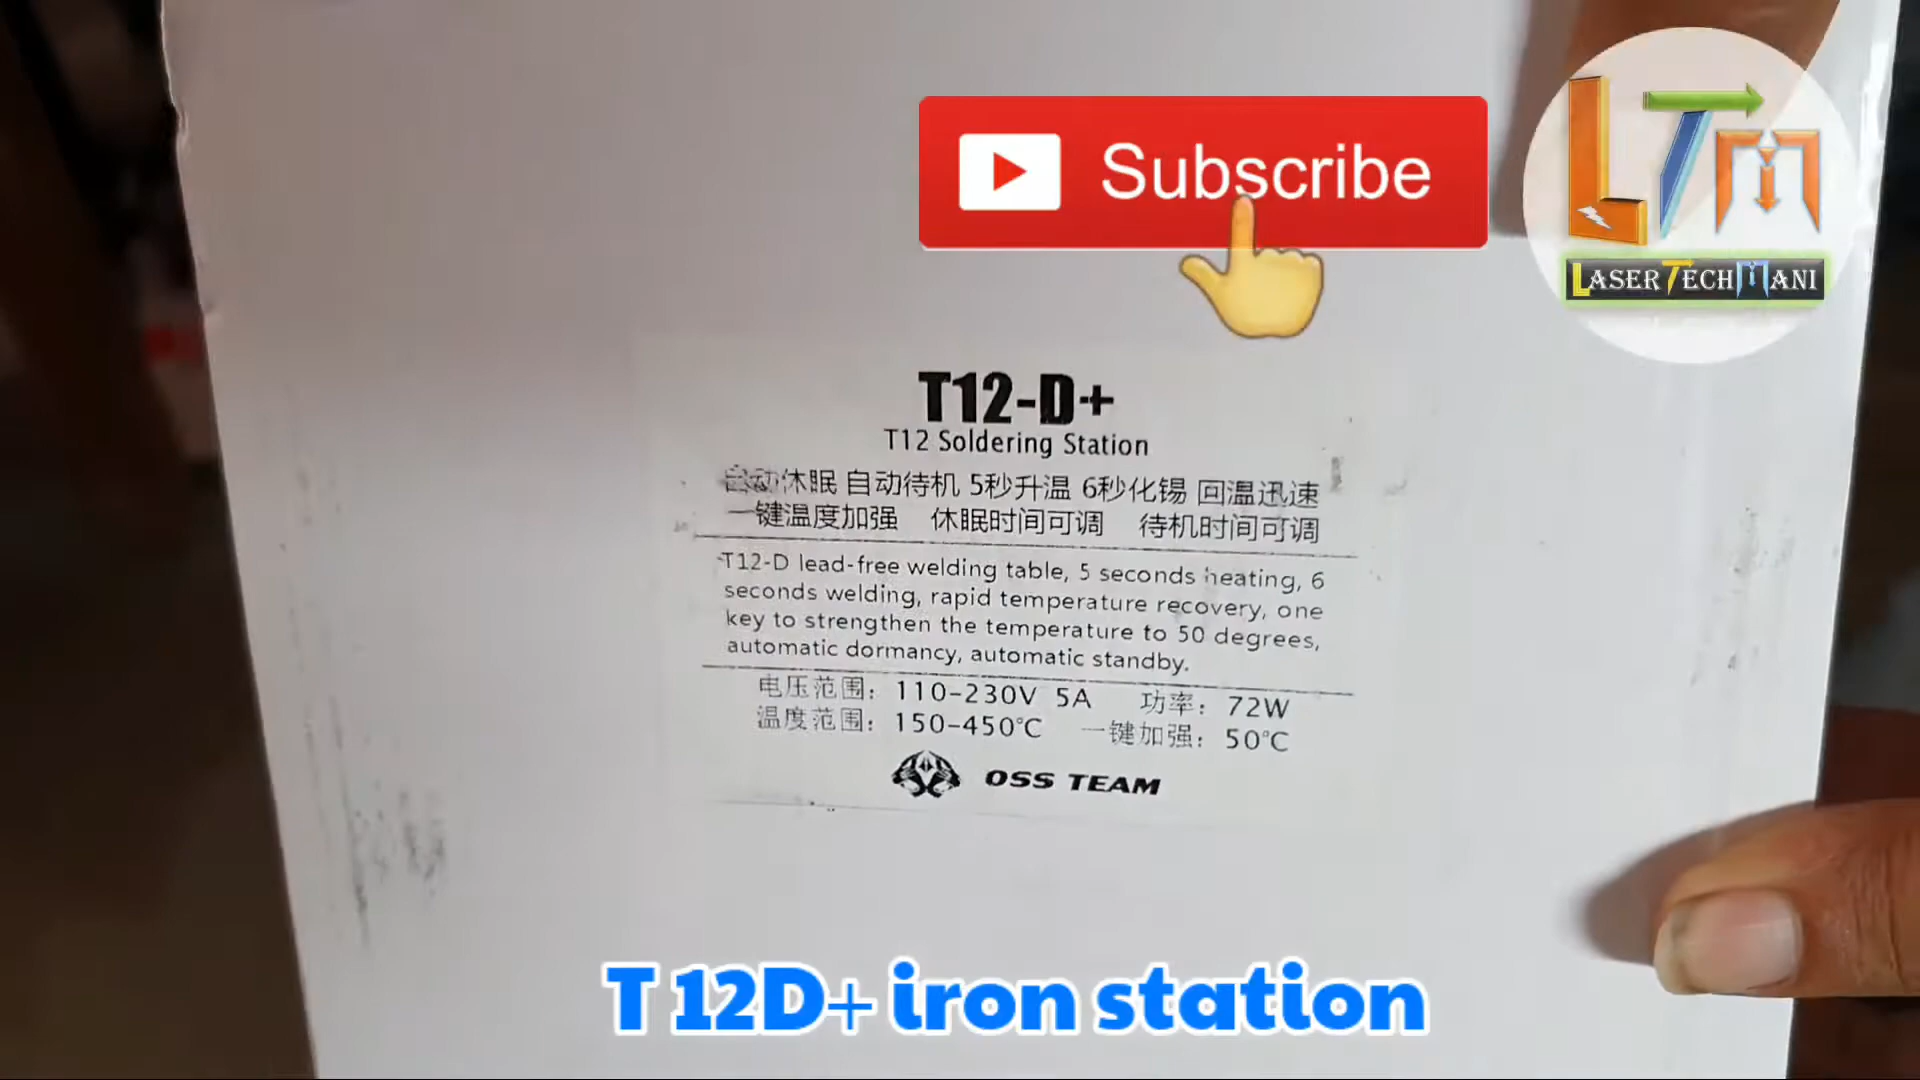 Subscribe
LTM
LASERTECHMANI
T12-D+
T12 Soldering Station
自动休眠 自动待机 5秒升温 6秒化锡 回温迅速
一键温度加强 休眠时间可调 待机时间可调
T12-D lead-free welding table, 5 seconds heating, 6
seconds welding, rapid temperature recovery, one
key to strengthen the temperature to 50 degrees,
automatic dormancy, automatic standby.
电压范围：110-230V 5A 功率：72W
温度范围：150-450℃ 一键加强：50℃
OSS TEAM
T 12D+ iron station